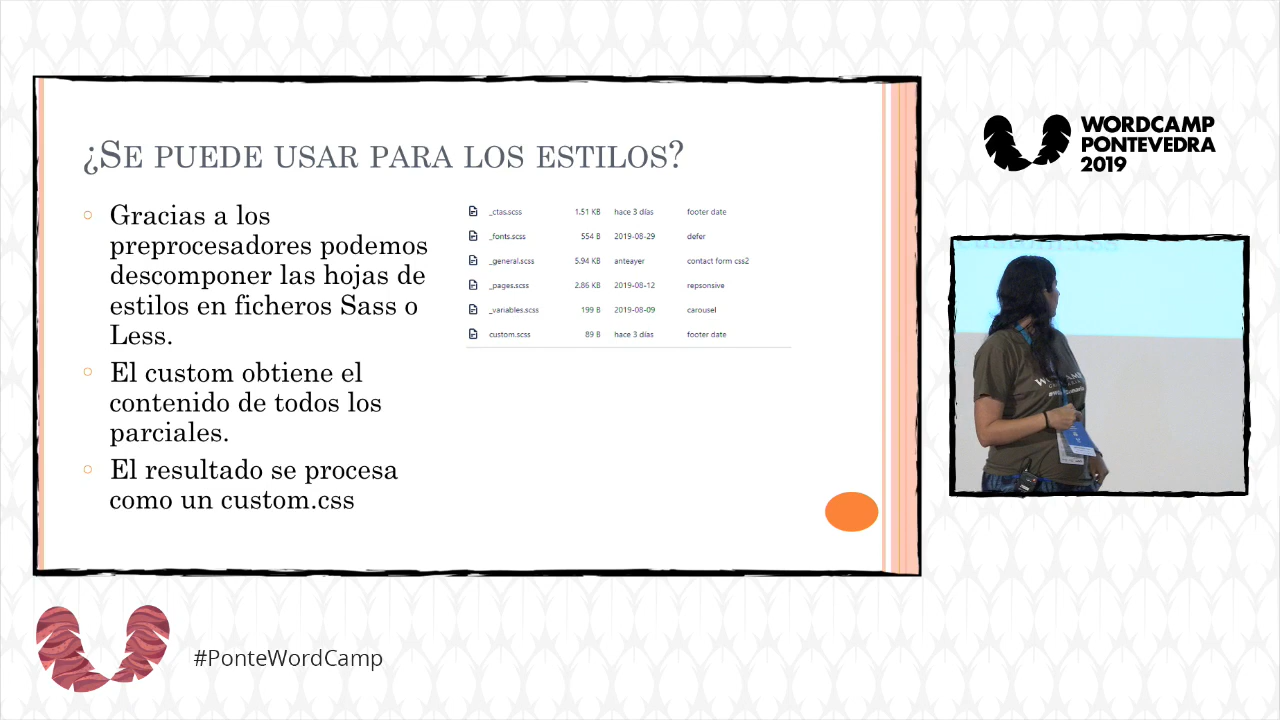 ¿SE PUEDE USAR PARA LOS ESTILOS?
Gracias a los
preprocesadores podemos
descomponer las hojas de
estilos en ficheros Sass o
Less.
El custom obtiene el
contenido de todos los
parciales.
El resultado se procesa
como un custom.css
_ctas.scss 1.51 KB hace 3 días footer date
_fonts.scss 554 B 2019-08-29 defer
_general.scss 5.94 KB anteayer contact form css2
_pages.scss 2.86 KB 2019-08-12 repsonsive
_variables.scss 199 B 2019-08-09 carousel
custom.scss 89 B hace 3 días footer date
WORDCAMP
PONTEVEDRA
2019
#PonteWordCamp